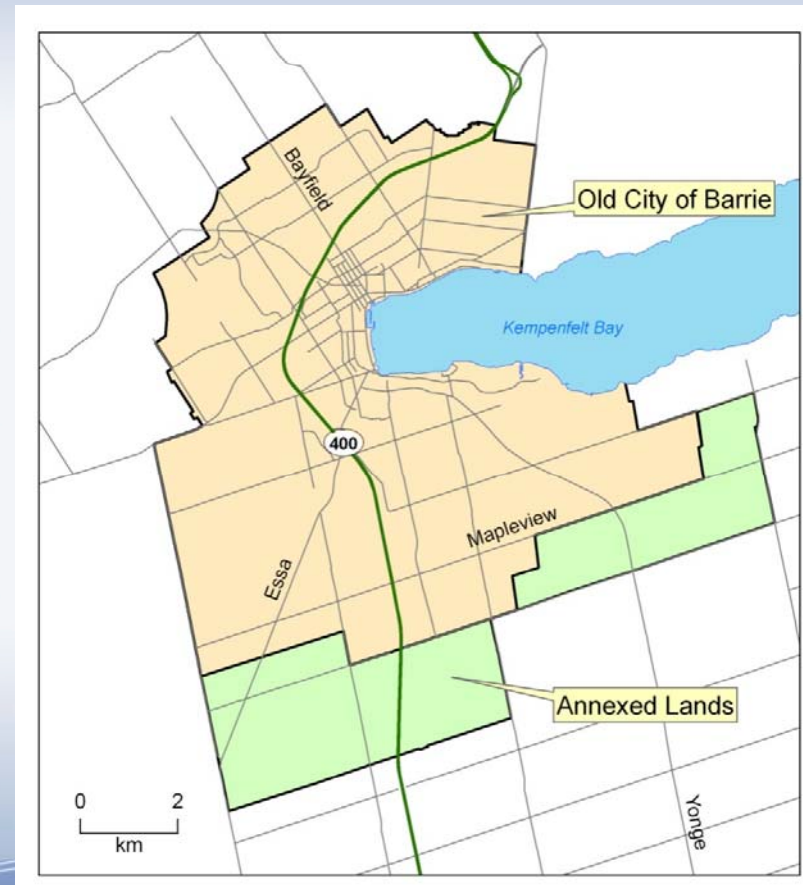 Bayfield
Old City of Barrie
Kempenfelt Bay
400
Mapleview
Essa
Annexed Lands
0 2
km
Yonge